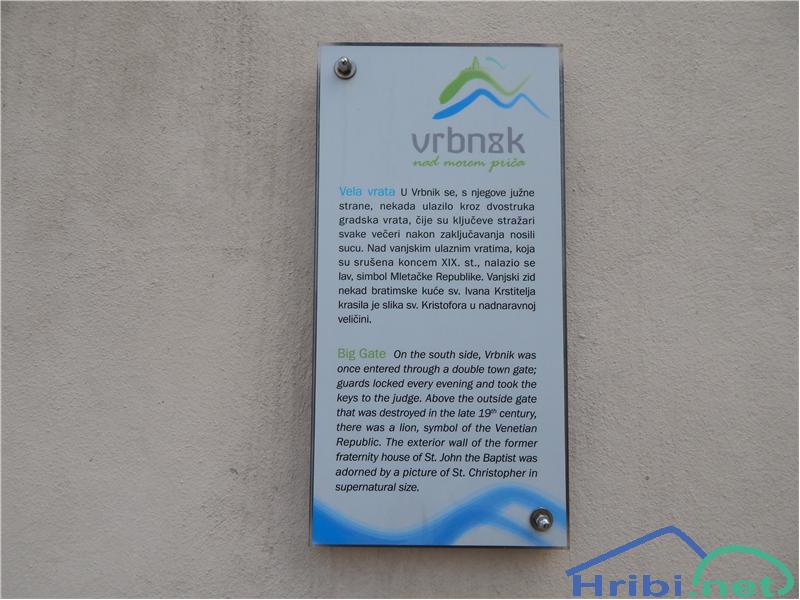 vrbnik
nad morem priča
Vela vrata U Vrbnik se, s njegove južne
strane, nekada ulazilo kroz dvostruka
gradska vrata, čije su ključeve stražari
svake večeri nakon zaključavanja nosili
sucu. Nad vanjskim ulaznim vratima, koja
su srušena koncem XIX. st., nalazio se
lav, simbol Mletačke Republike. Vanjski zid
nekad bratimske kuće sv. Ivana Krstitelja
krasila je slika sv. Kristofora u nadnaravnoj
veličini.
Big Gate On the south side, Vrbnik was
once entered through a double town gate;
guards locked every evening and took the
keys to the judge. Above the outside gate
that was destroyed in the late 19th century,
there was a lion, symbol of the Venetian
Republic. The exterior wall of the former
fraternity house of St. John the Baptist was
adorned by a picture of St. Christopher in
supernatural size.
Hribi.net